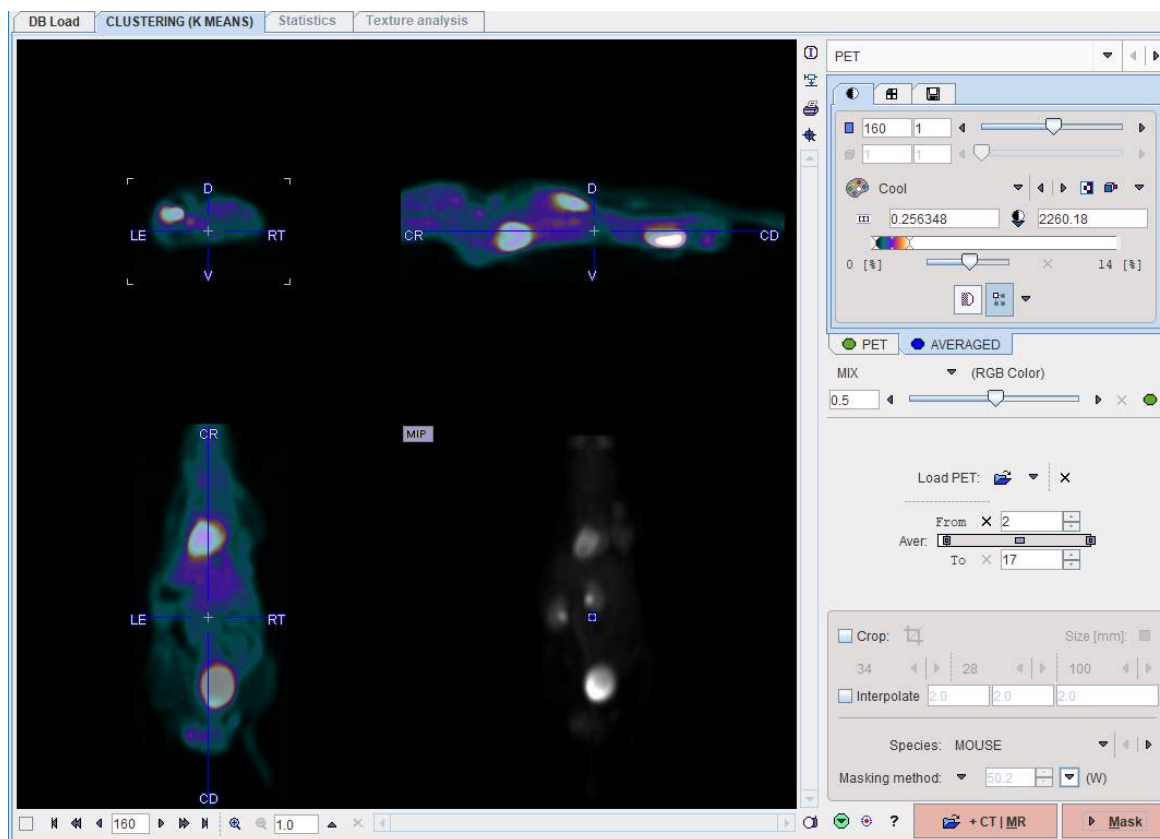 DB Load CLUSTERING (K MEANS) Statistics Texture analysis
PET
160 1
1 1
Cool
0.256348 2260.18
0 [%] 14 [%]
PET AVERAGED
MIX (RGB Color)
0.5
D
LE RT
V
D
CR CD
V
CR
LE RT
CD
MIP
Load PET:
From 2
Aver:
To 17
Crop: Size [mm]:
34 28 100
Interpolate 2.0 2.0 2.0
Species: MOUSE
Masking method: 50.2 (W)
160 1.0 ? + CT | MR Mask